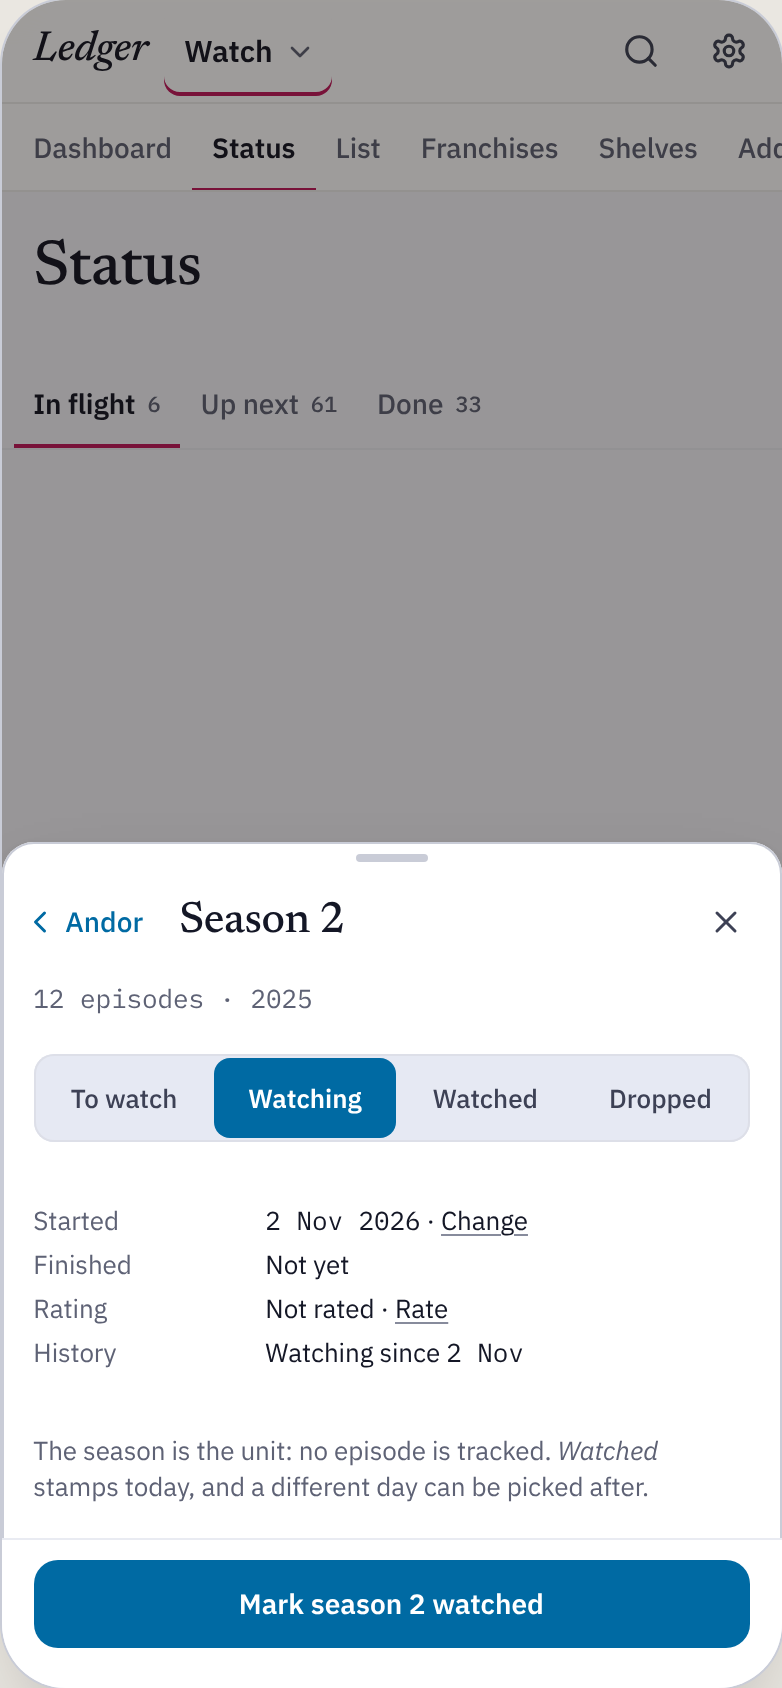 Ledger Watch
Dashboard Status List Franchises Shelves Add
Status
In flight 6 Up next 61 Done 33
Andor Season 2
12 episodes · 2025
To watch Watching Watched Dropped
Started 2 Nov 2026 · Change
Finished Not yet
Rating Not rated · Rate
History Watching since 2 Nov
The season is the unit: no episode is tracked. Watched
stamps today, and a different day can be picked after.
Mark season 2 watched